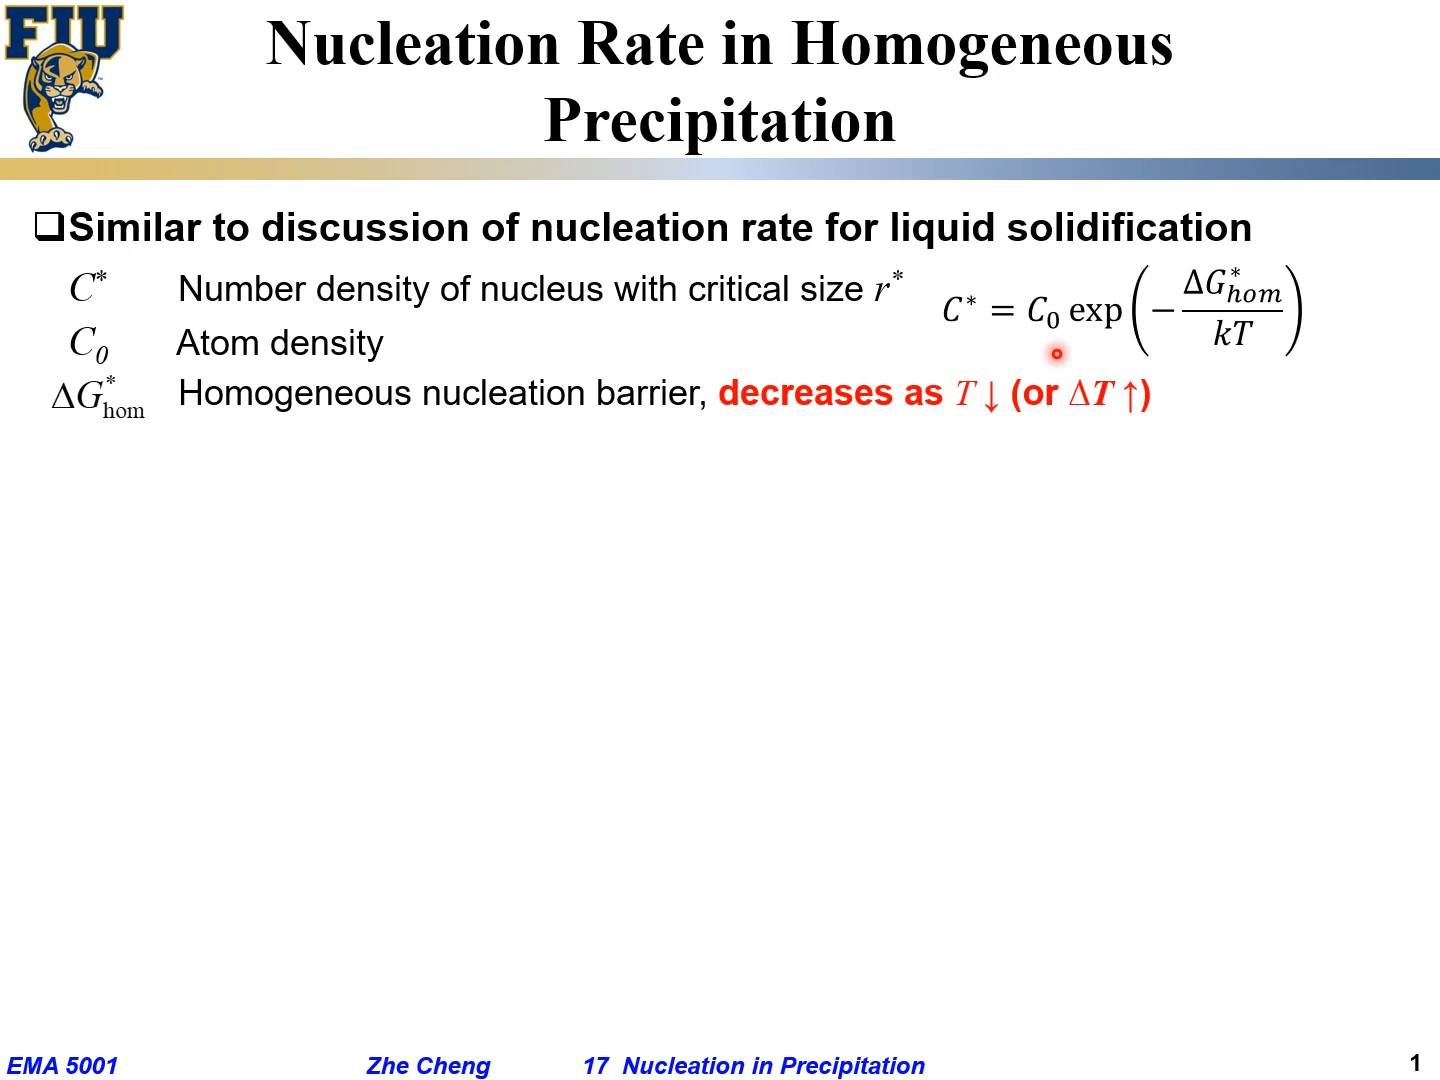 FIU
Nucleation Rate in Homogeneous
Precipitation
❑Similar to discussion of nucleation rate for liquid solidification
C* Number density of nucleus with critical size r* C* = C₀ exp(−ΔG*hom/kT)
C₀ Atom density
ΔG*hom Homogeneous nucleation barrier, decreases as T ↓ (or ΔT ↑)
EMA 5001 Zhe Cheng 17 Nucleation in Precipitation 1